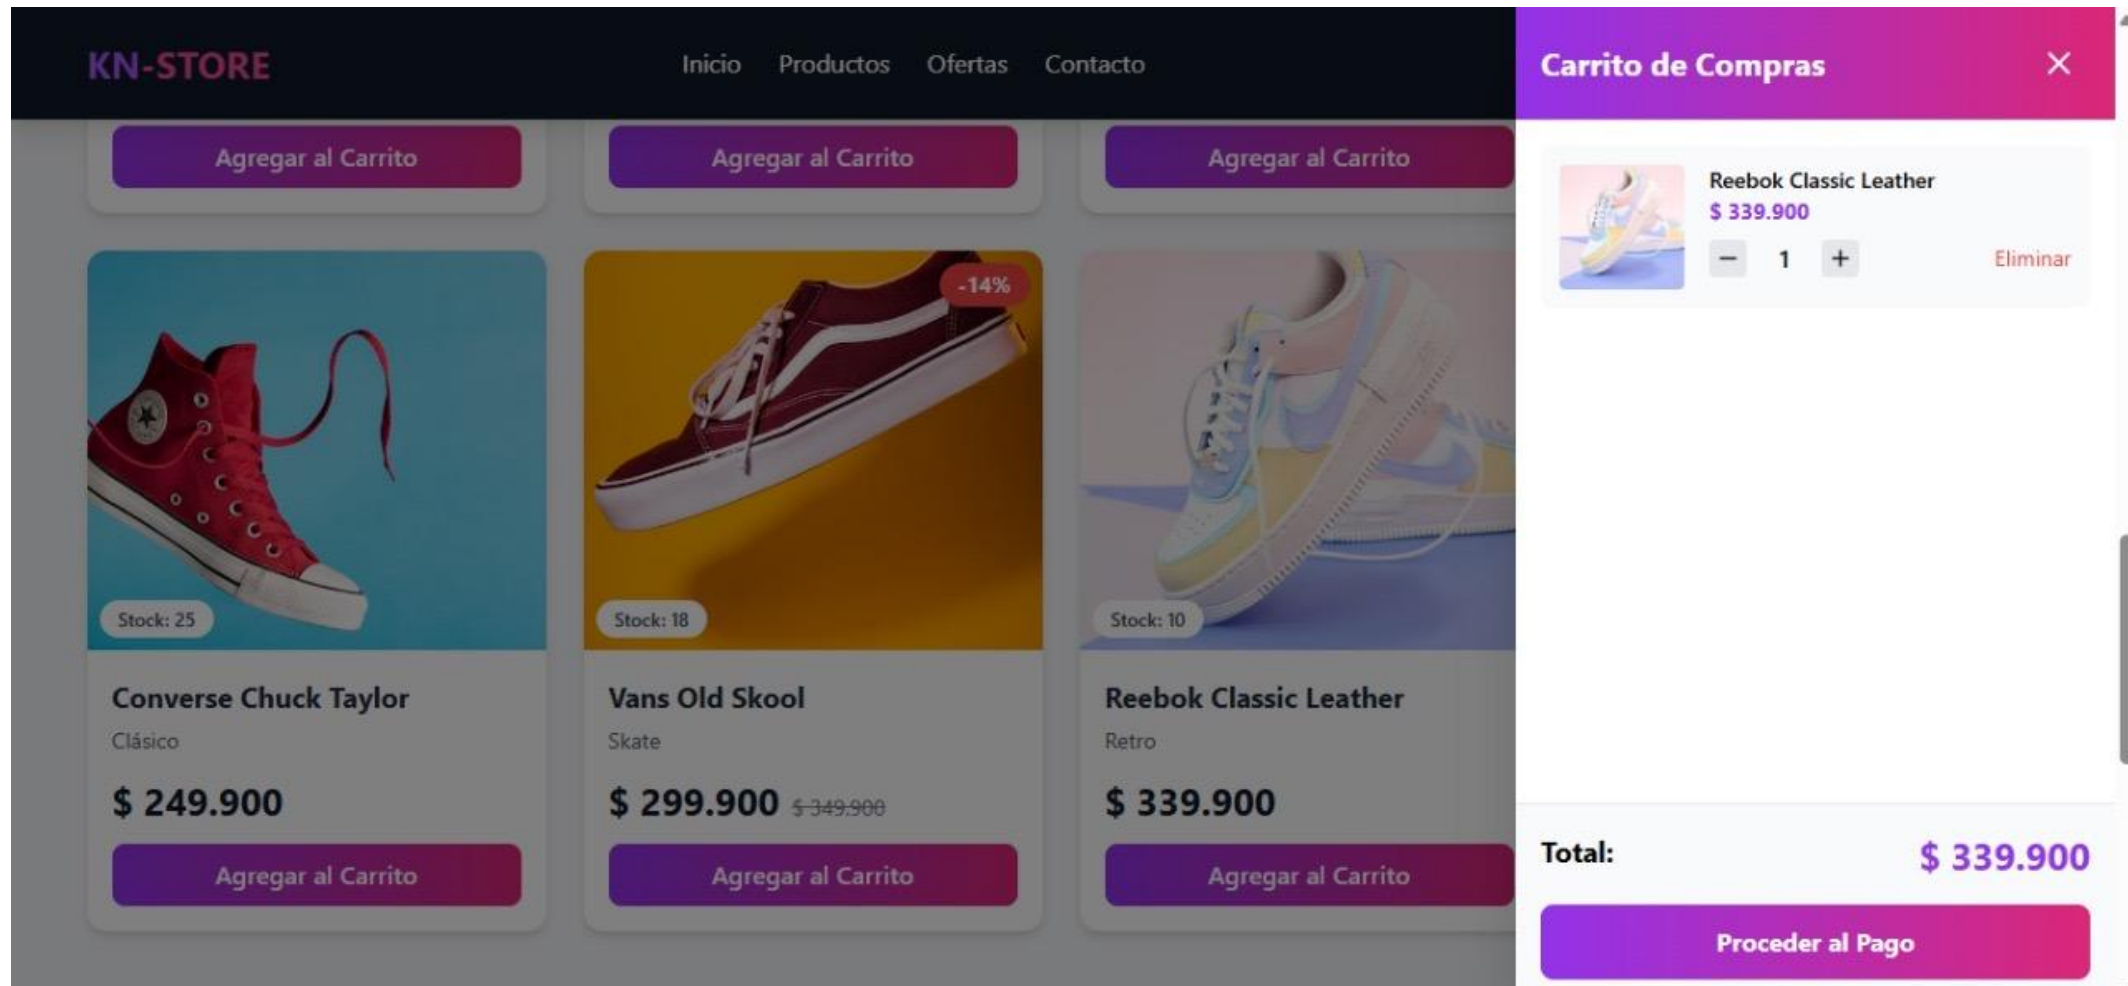 KN-STORE
Inicio Productos Ofertas Contacto
Agregar al Carrito Agregar al Carrito Agregar al Carrito
-14%
Stock: 25 Stock: 18 Stock: 10
Converse Chuck Taylor Vans Old Skool Reebok Classic Leather
Clásico Skate Retro
$ 249.900 $ 299.900 $ 349.900 $ 339.900
Agregar al Carrito Agregar al Carrito Agregar al Carrito
Carrito de Compras
Reebok Classic Leather
$ 339.900
− 1 + Eliminar
Total: $ 339.900
Proceder al Pago